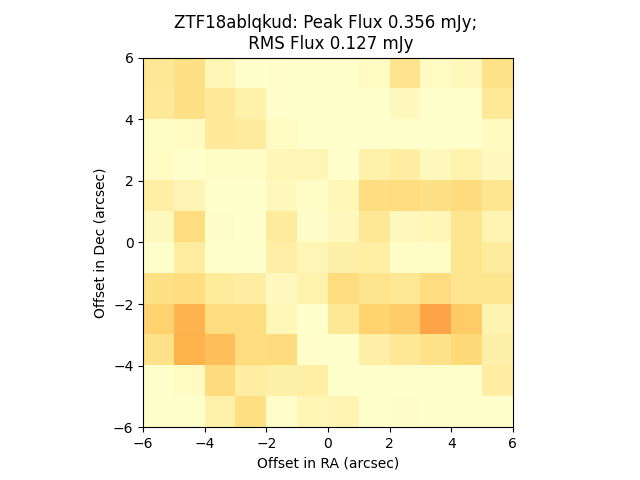 ZTF18ablqkud: Peak Flux 0.356 mJy;
RMS Flux 0.127 mJy
6
4
2
0
−2
−4
−6
Offset in Dec (arcsec)
−6 −4 −2 0 2 4 6
Offset in RA (arcsec)